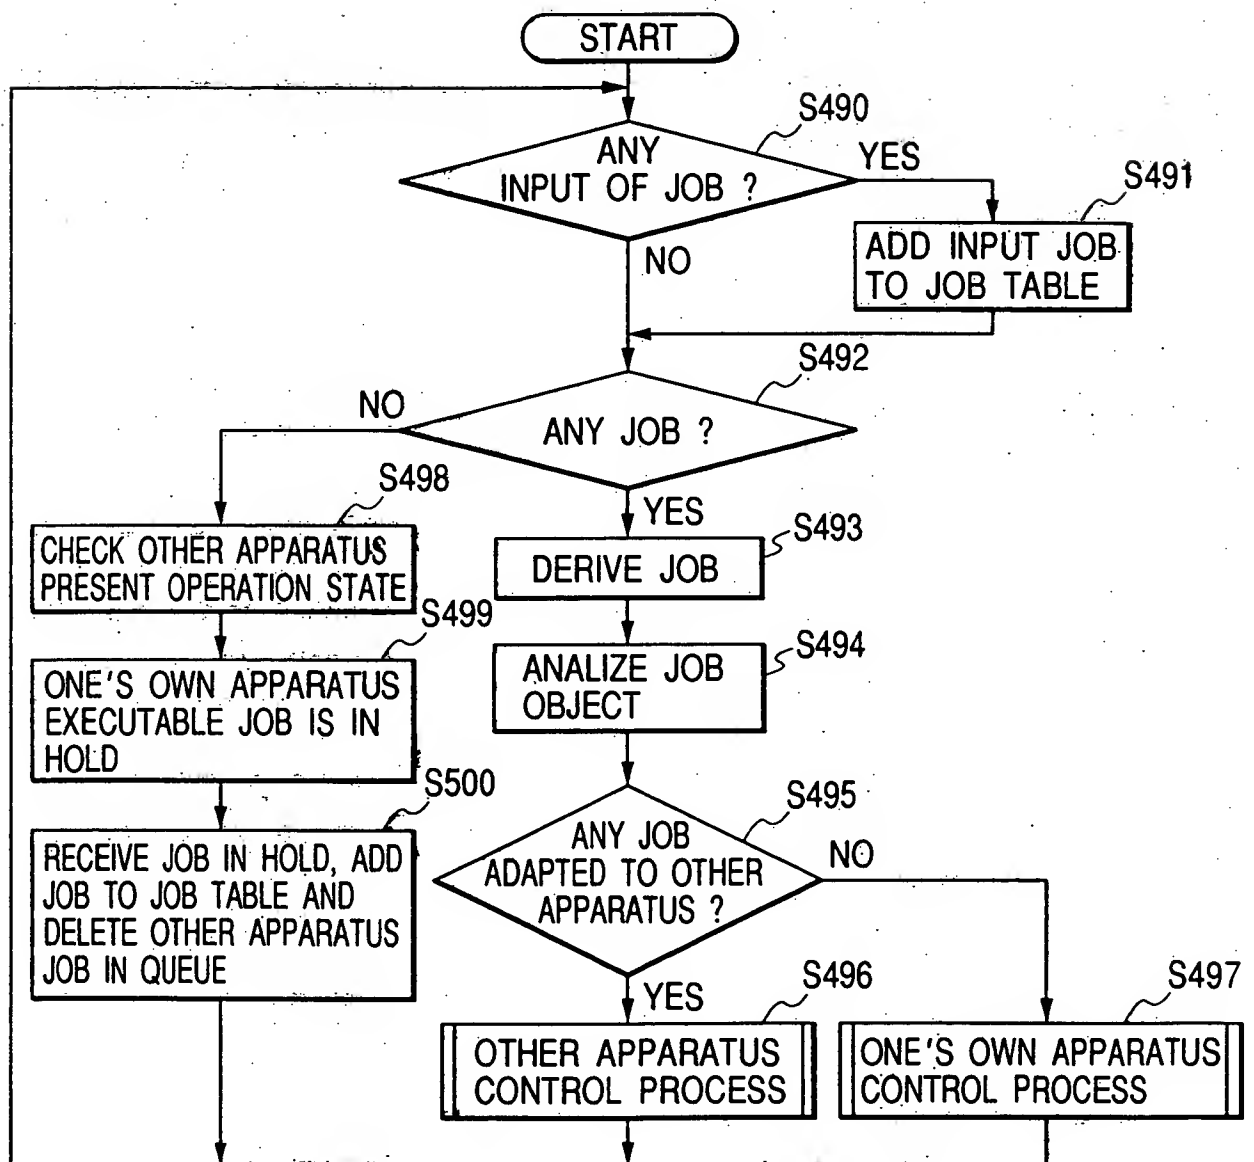 START
S490
ANY
INPUT OF JOB ?
YES
S491
ADD INPUT JOB
TO JOB TABLE
NO
S492
NO
ANY JOB ?
S498
YES
S493
CHECK OTHER APPARATUS
PRESENT OPERATION STATE
DERIVE JOB
S499
S494
ONE'S OWN APPARATUS
EXECUTABLE JOB IS IN
HOLD
ANALIZE JOB
OBJECT
S500
S495
RECEIVE JOB IN HOLD, ADD
JOB TO JOB TABLE AND
DELETE OTHER APPARATUS
JOB IN QUEUE
ANY JOB
ADAPTED TO OTHER
APPARATUS ?
NO
YES
S496
S497
OTHER APPARATUS
CONTROL PROCESS
ONE'S OWN APPARATUS
CONTROL PROCESS